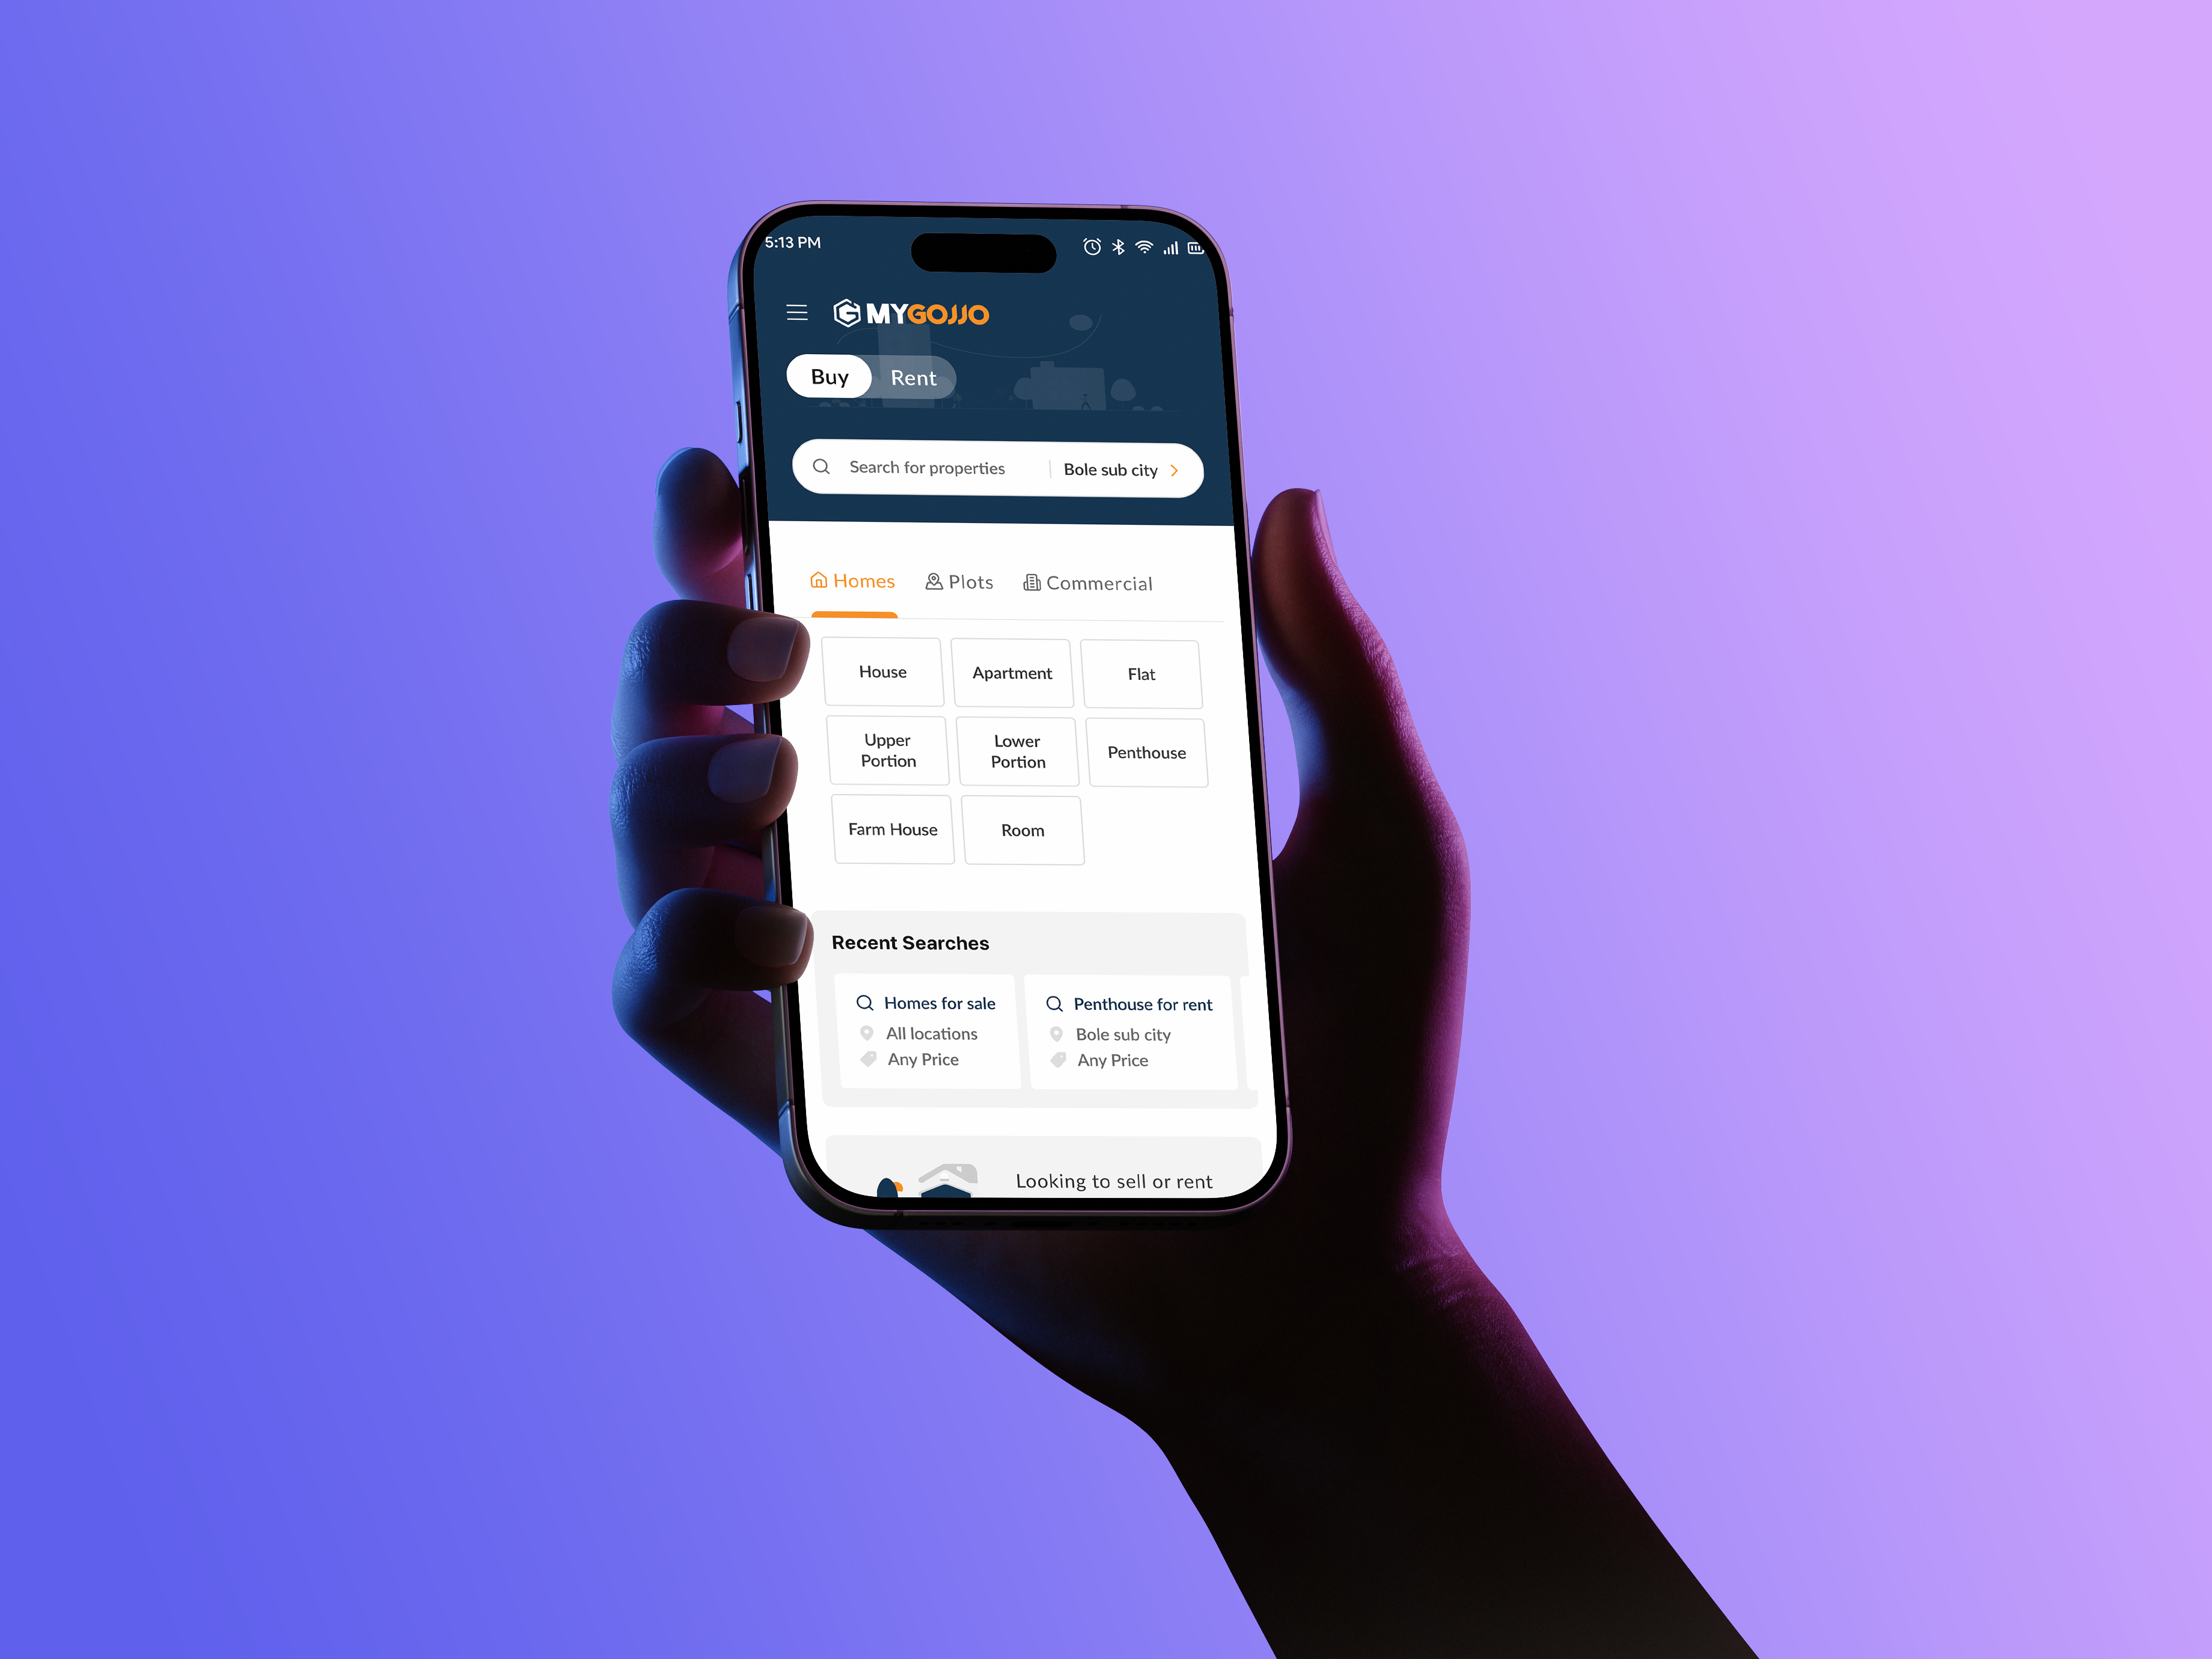 5:13 PM
MYGOJJO
Buy Rent
Search for properties Bole sub city
Homes Plots Commercial
House Apartment Flat
Upper
Portion
Lower
Portion
Penthouse
Farm House Room
Recent Searches
Homes for sale
All locations
Any Price
Penthouse for rent
Bole sub city
Any Price
Looking to sell or rent